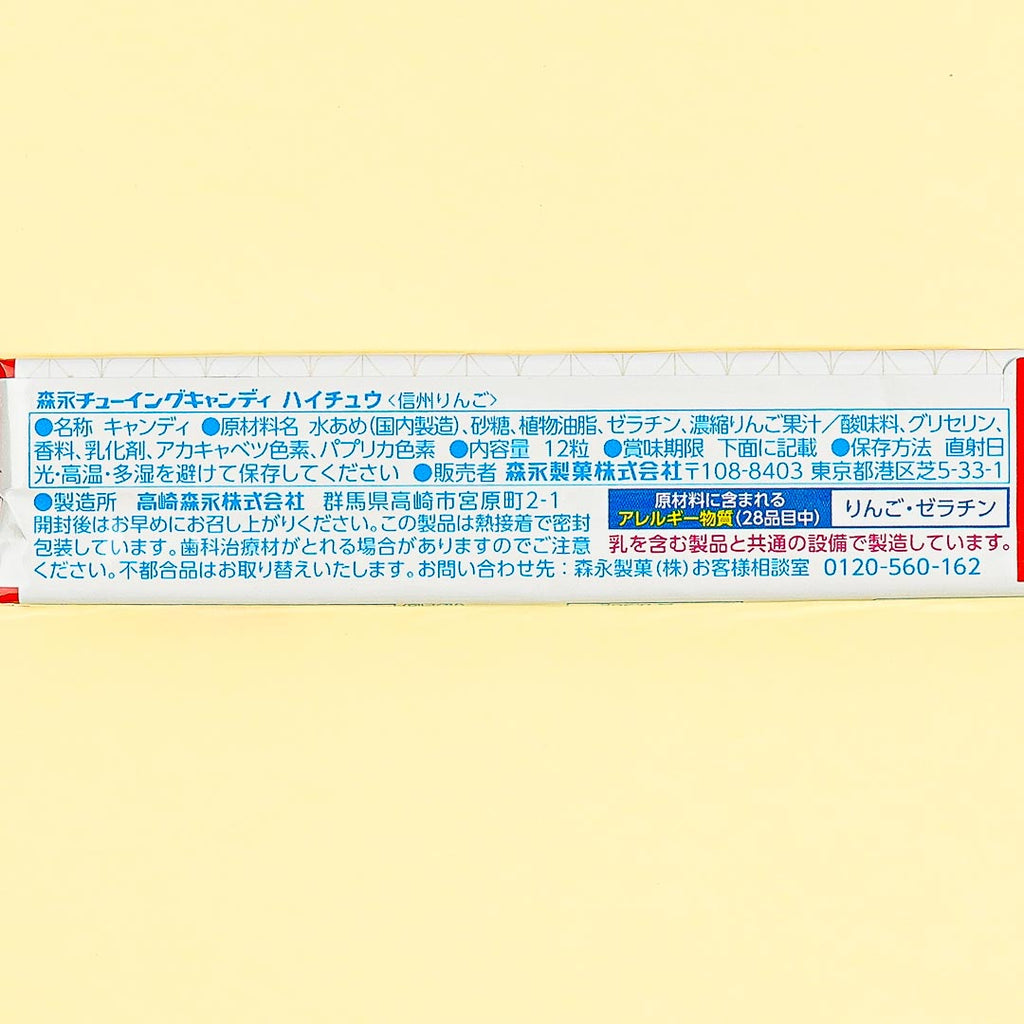 森永チューイングキャンディ ハイチュウ〈信州りんご〉
●名称 キャンディ ●原材料名 水あめ(国内製造)、砂糖、植物油脂、ゼラチン、濃縮りんご果汁／酸味料、グリセリン、
香料、乳化剤、アカキャベツ色素、パプリカ色素 ●内容量 12粒 ●賞味期限 下面に記載 ●保存方法 直射日
光・高温・多湿を避けて保存してください ●販売者 森永製菓株式会社〒108-8403 東京都港区芝5-33-1
●製造所 高崎森永株式会社 群馬県高崎市宮原町2-1
開封後はお早めにお召し上がりください。この製品は熱接着で密封
包装しています。歯科治療材がとれる場合がありますのでご注意
ください。不都合品はお取り替えいたします。お問い合わせ先：森永製菓(株)お客様相談室 0120-560-162
原材料に含まれる
アレルギー物質(28品目中)
りんご・ゼラチン
乳を含む製品と共通の設備で製造しています。